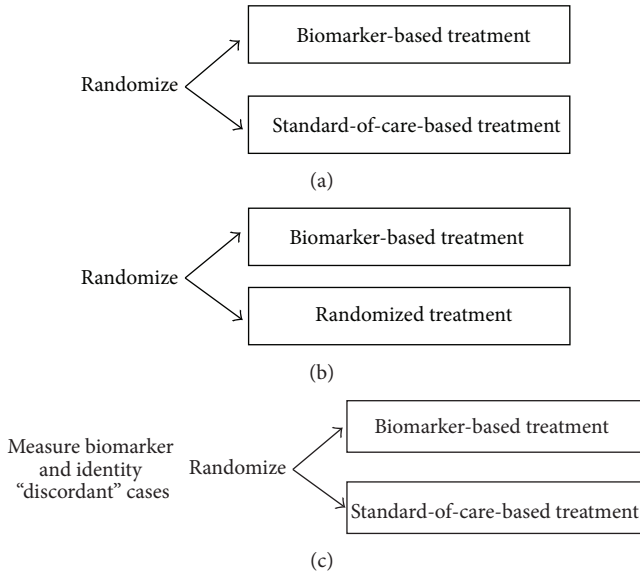 Biomarker-based treatment
Randomize
Standard-of-care-based treatment
(a)
Biomarker-based treatment
Randomize
Randomized treatment
(b)
Biomarker-based treatment
Measure biomarker
and identity
"discordant" cases
Randomize
Standard-of-care-based treatment
(c)